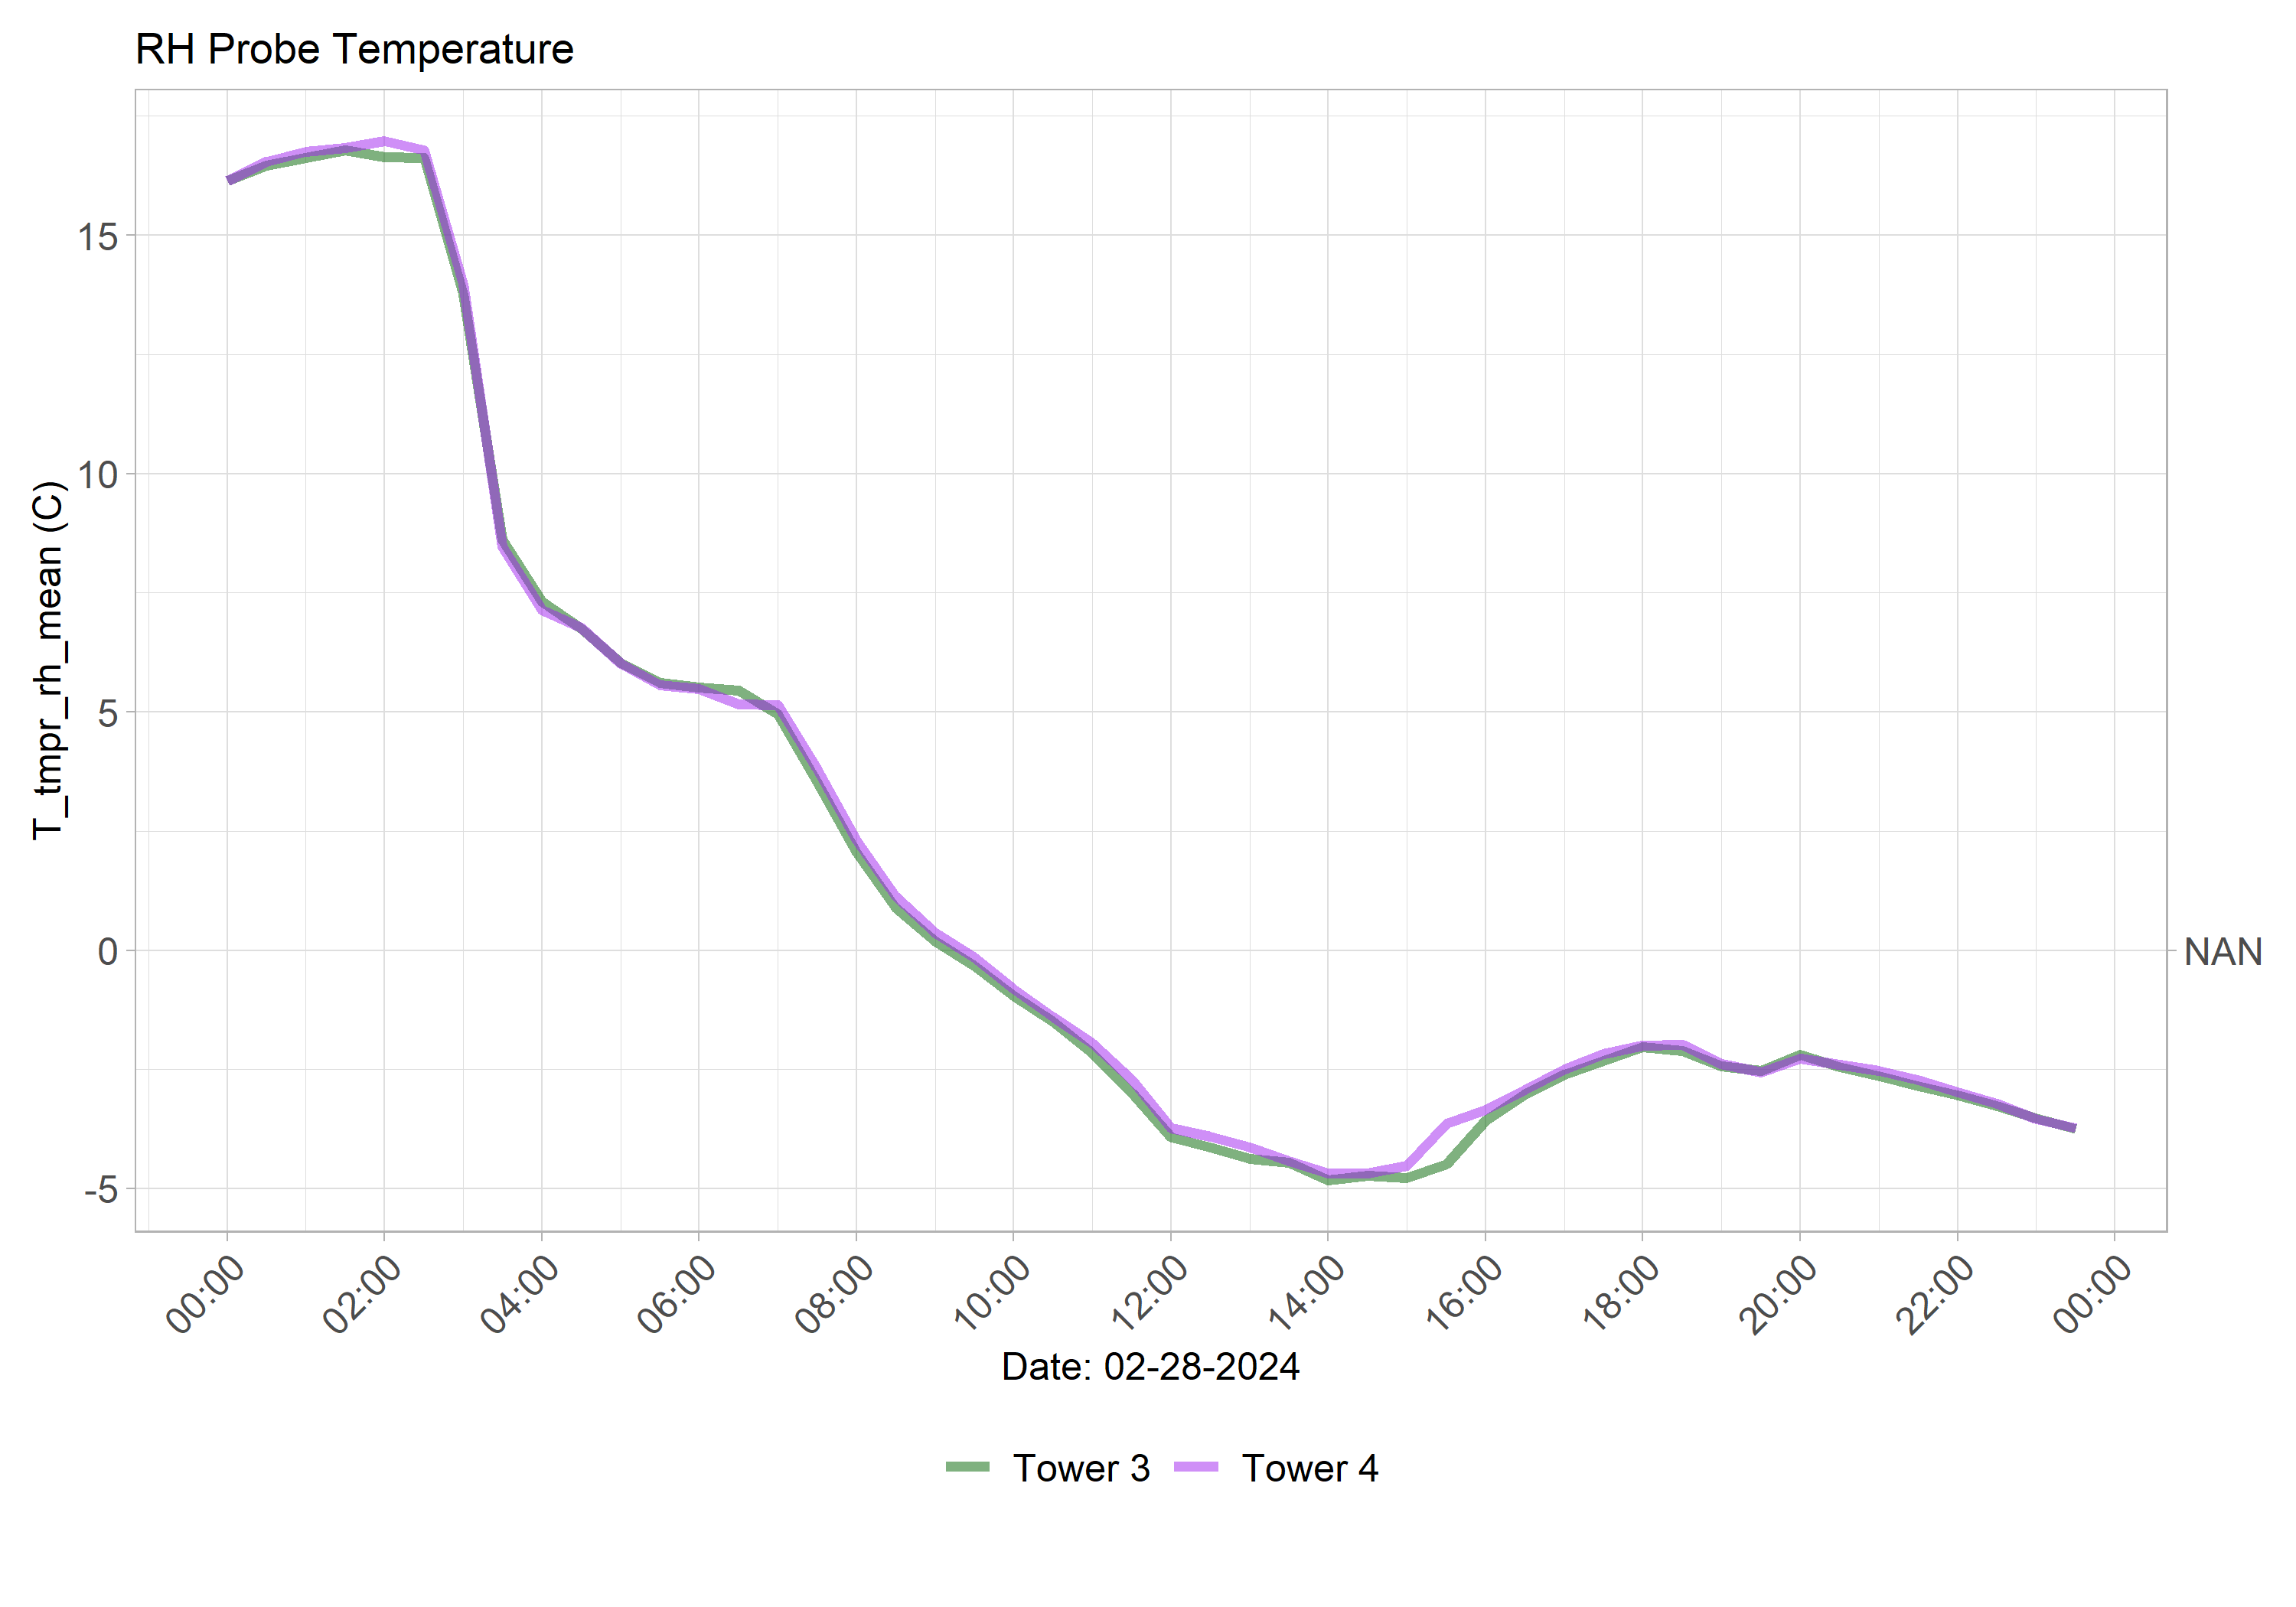 RH Probe Temperature
T_tmpr_rh_mean (C)
15
10
5
0
-5
NAN
00:00 02:00 04:00 06:00 08:00 10:00 12:00 14:00 16:00 18:00 20:00 22:00 00:00
Date: 02-28-2024
Tower 3 Tower 4